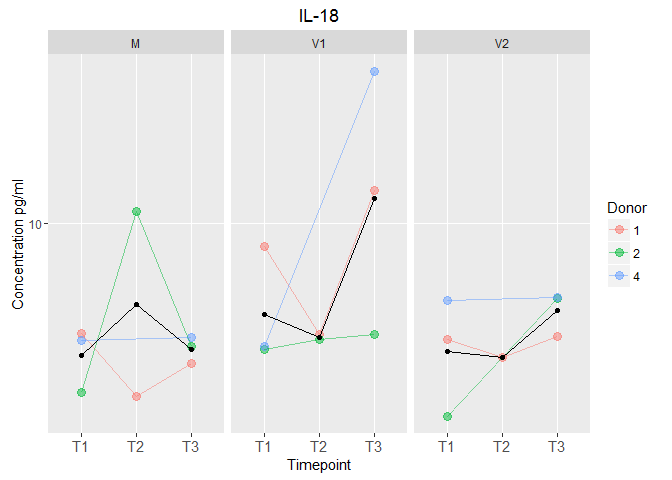 IL-18
M V1 V2
Concentration pg/ml
10
T1 T2 T3 T1 T2 T3 T1 T2 T3
Timepoint
Donor
1
2
4